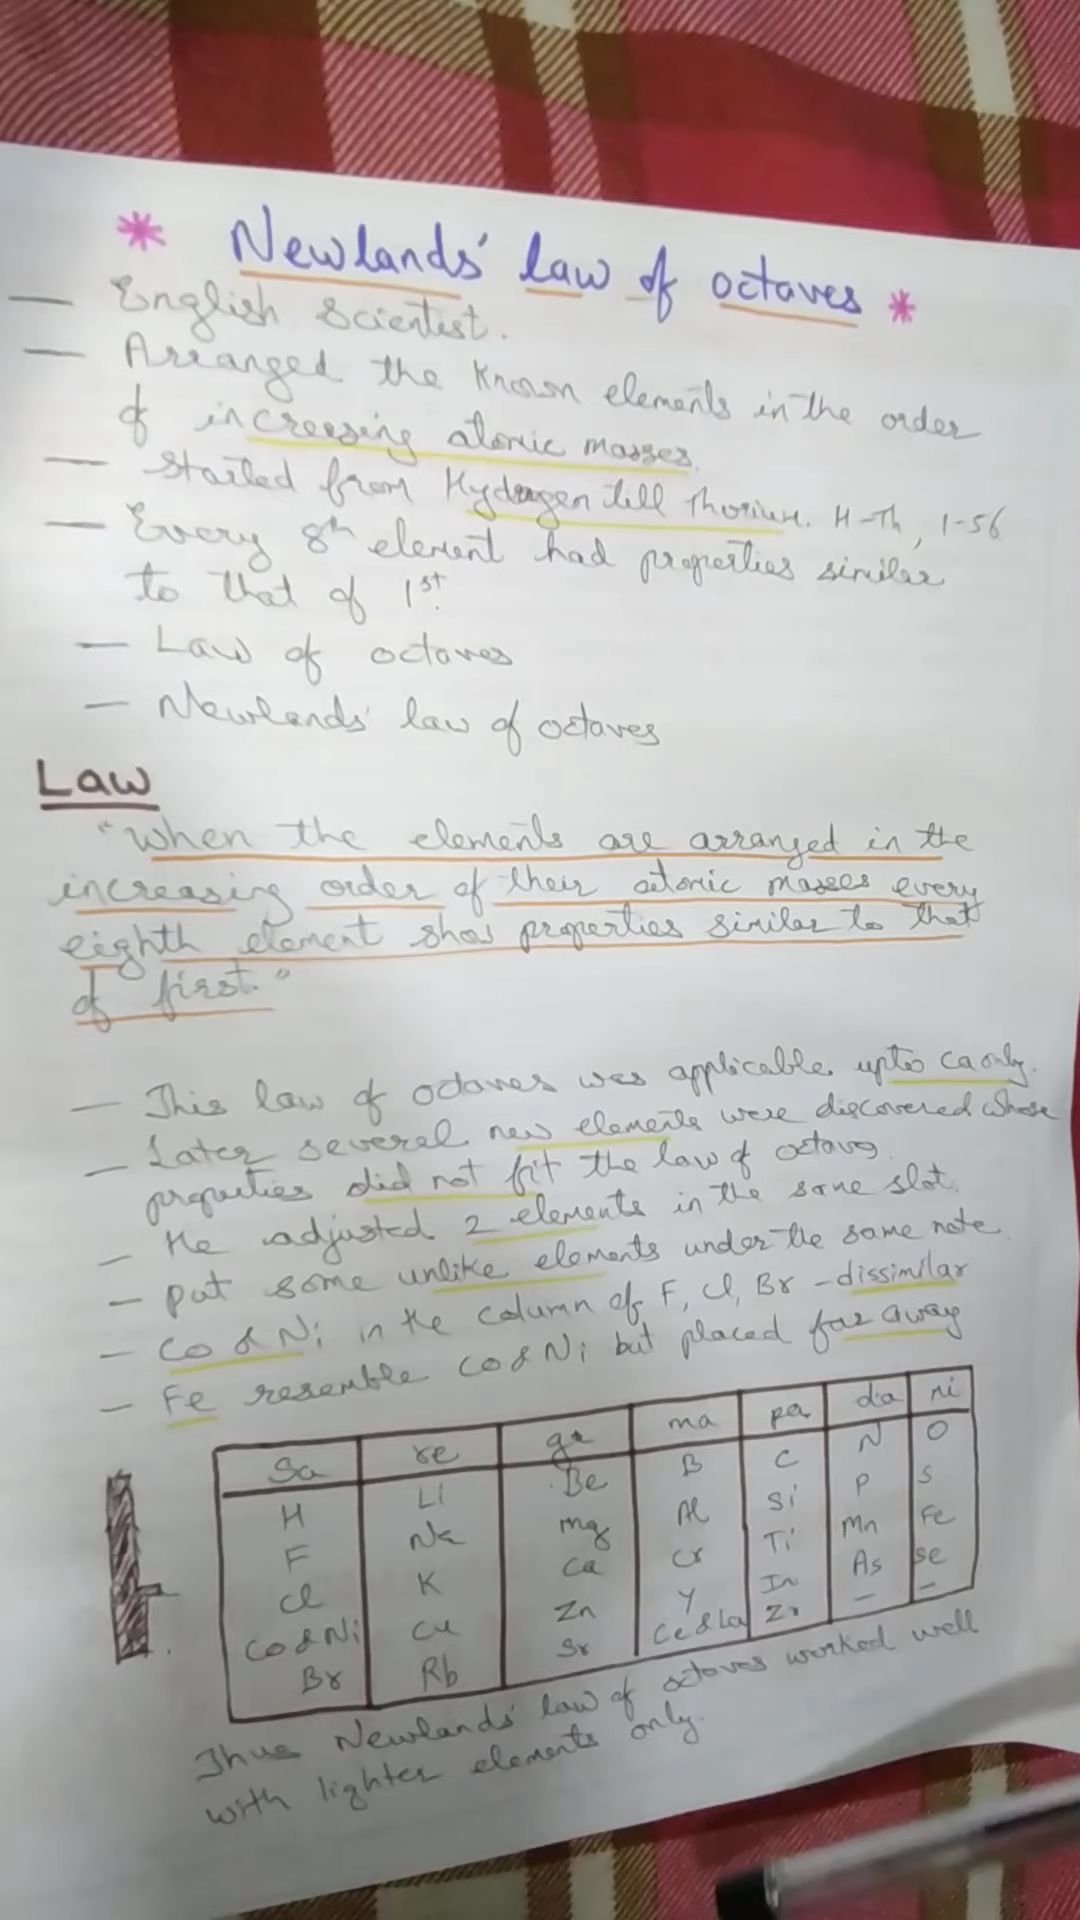 * Newlands' law of octaves *
— English Scientist.
— Arranged the Known elements in the order
of increasing atomic masses.
— Started from Hydrogen till Thorium. H-Th, 1-56
— Every 8th element had properties similar
to that of 1st.
— Law of octaves
— Newlands' law of octaves
Law
"When the elements are arranged in the
increasing order of their atomic masses every
eighth element show properties similar to that
of first."
— This law of octaves was applicable upto Ca only.
— Later several new elements were discovered whose
properties did not fit the law of octave.
— He adjusted 2 elements in the same slot.
— put some unlike elements under the same note.
— Co & Ni in the column of F, Cl, Br - dissimilar
— Fe resemble Co & Ni but placed far away
Sa re ga ma pa da ni
H Li Be B C N O
F Na Mg Al Si P S
Cl K Ca Cr Ti Mn Fe
Co & Ni Cu Zn Y In As Se
Br Rb Sr Ce & La Zr – –
Thus Newlands' law of octaves worked well
with lighter elements only.